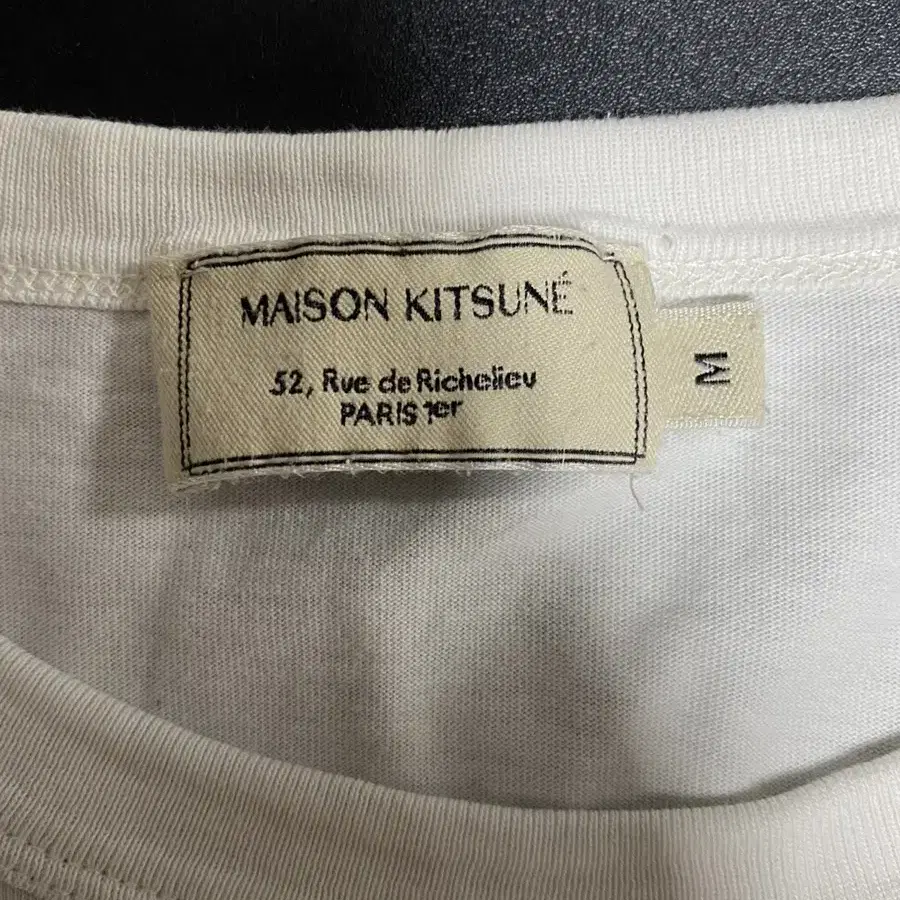 MAISON KITSUNÉ
52, Rue de Richelieu
PARIS 1er
M